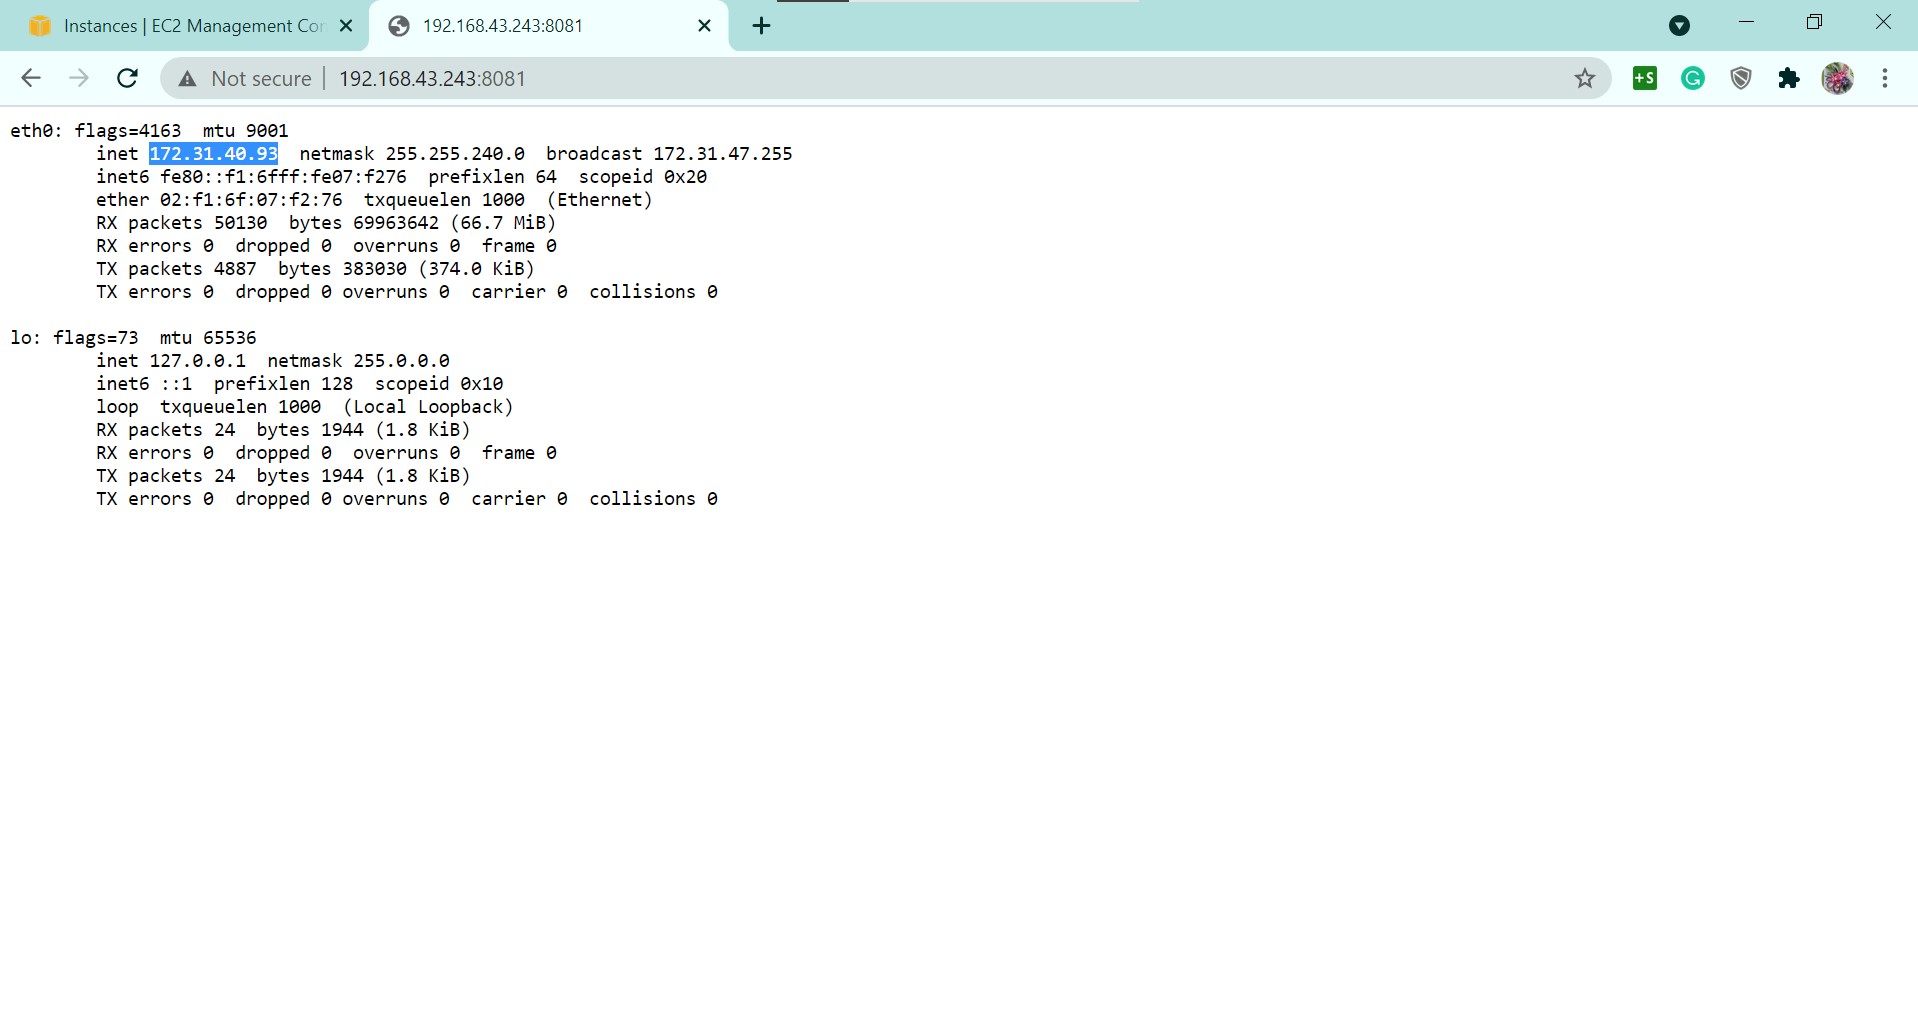 Instances | EC2 Management Cor
192.168.43.243:8081
Not secure | 192.168.43.243:8081
+S
G
eth0: flags=4163  mtu 9001
        inet 172.31.40.93  netmask 255.255.240.0  broadcast 172.31.47.255
        inet6 fe80::f1:6fff:fe07:f276  prefixlen 64  scopeid 0x20
        ether 02:f1:6f:07:f2:76  txqueuelen 1000  (Ethernet)
        RX packets 50130  bytes 69963642 (66.7 MiB)
        RX errors 0  dropped 0  overruns 0  frame 0
        TX packets 4887  bytes 383030 (374.0 KiB)
        TX errors 0  dropped 0 overruns 0  carrier 0  collisions 0
lo: flags=73  mtu 65536
        inet 127.0.0.1  netmask 255.0.0.0
        inet6 ::1  prefixlen 128  scopeid 0x10
        loop  txqueuelen 1000  (Local Loopback)
        RX packets 24  bytes 1944 (1.8 KiB)
        RX errors 0  dropped 0  overruns 0  frame 0
        TX packets 24  bytes 1944 (1.8 KiB)
        TX errors 0  dropped 0 overruns 0  carrier 0  collisions 0